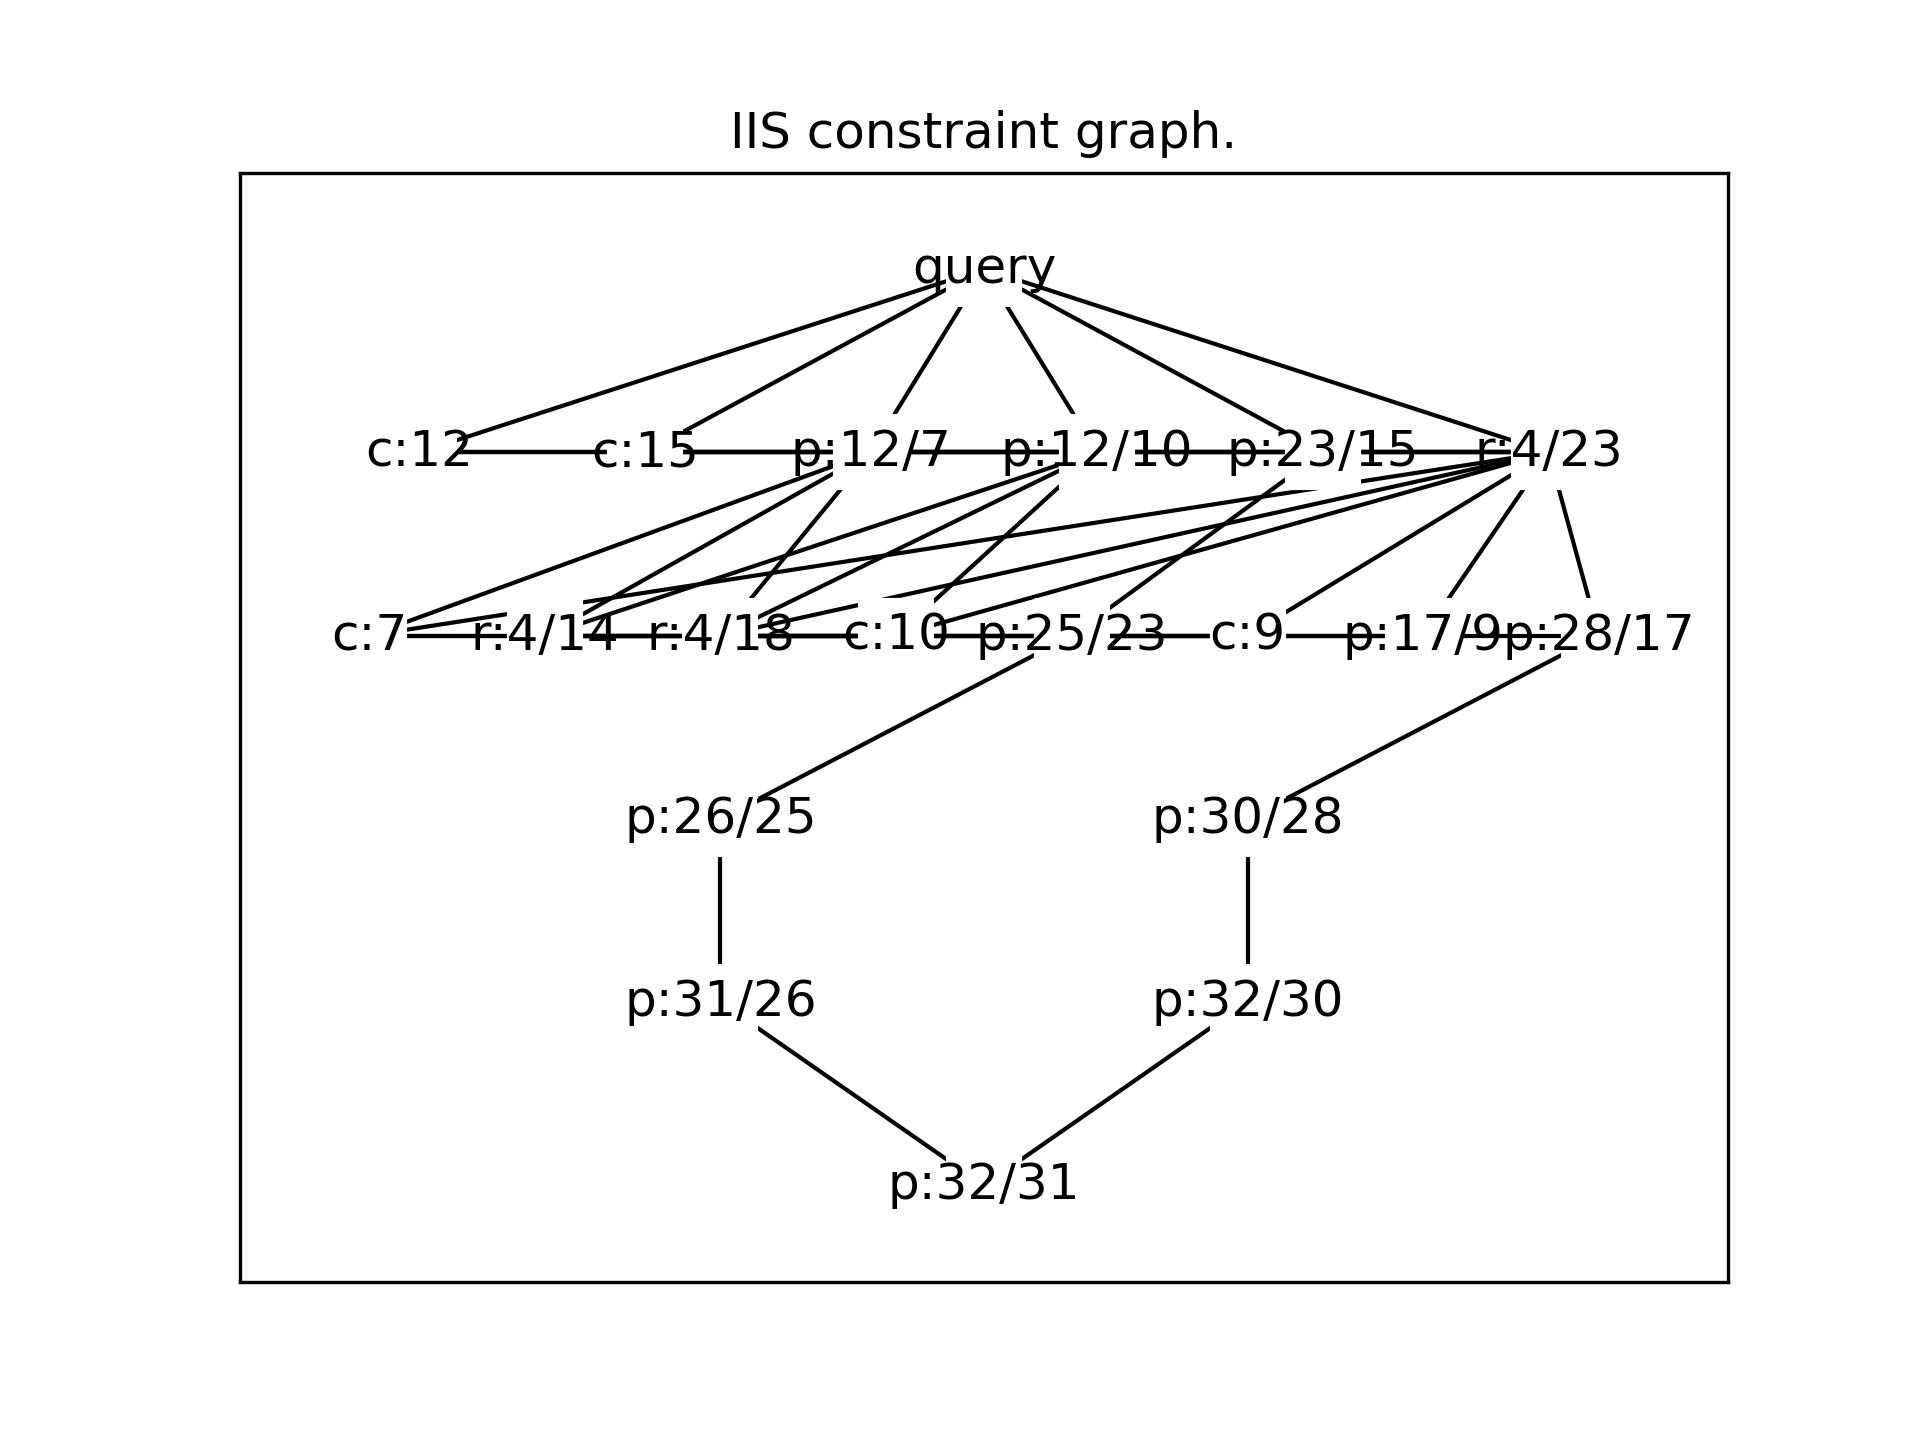 IIS constraint graph.
query
c:12 c:15 p:12/7 p:12/10 p:23/15 r:4/23
c:7 r:4/14 r:4/18 c:10 p:25/23 c:9 p:17/9 p:28/17
p:26/25 p:30/28
p:31/26 p:32/30
p:32/31